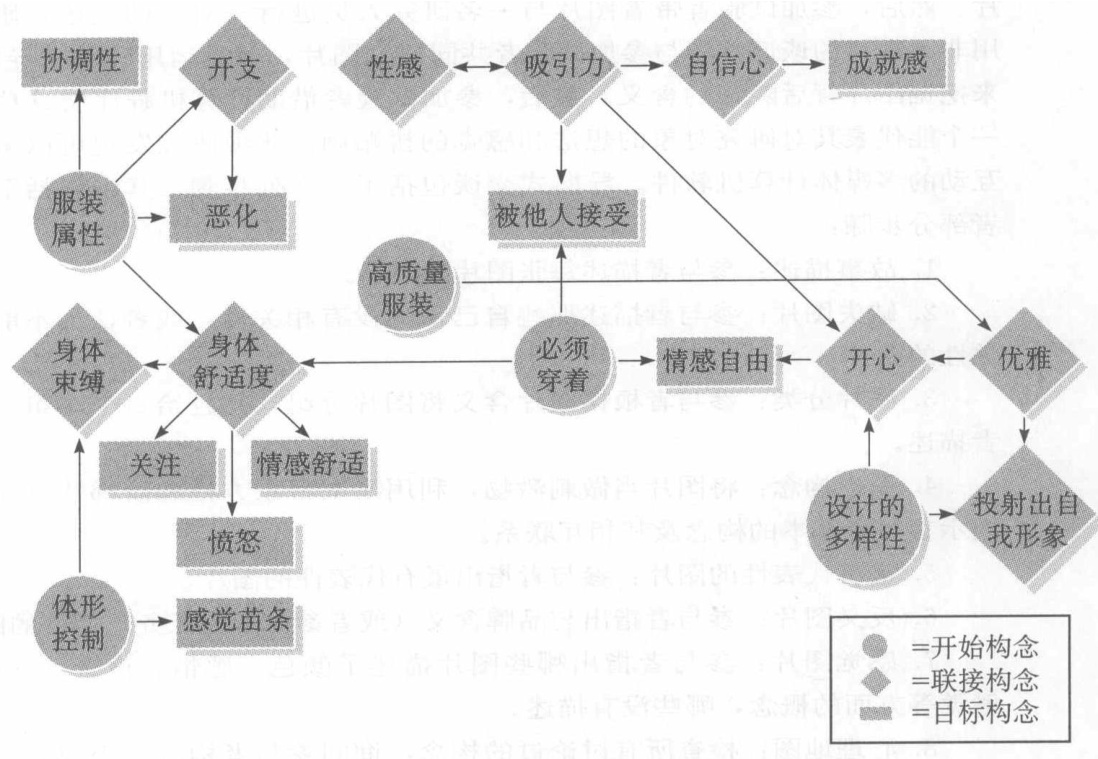 协调性
开支
性感
吸引力
自信心
成就感
服装
属性
恶化
被他人接受
高质量
服装
身体
束缚
身体
舒适度
必须
穿着
情感自由
开心
优雅
关注
情感舒适
愤怒
设计的
多样性
投射出自
我形象
体形
控制
感觉苗条
=开始构念
=联接构念
=目标构念